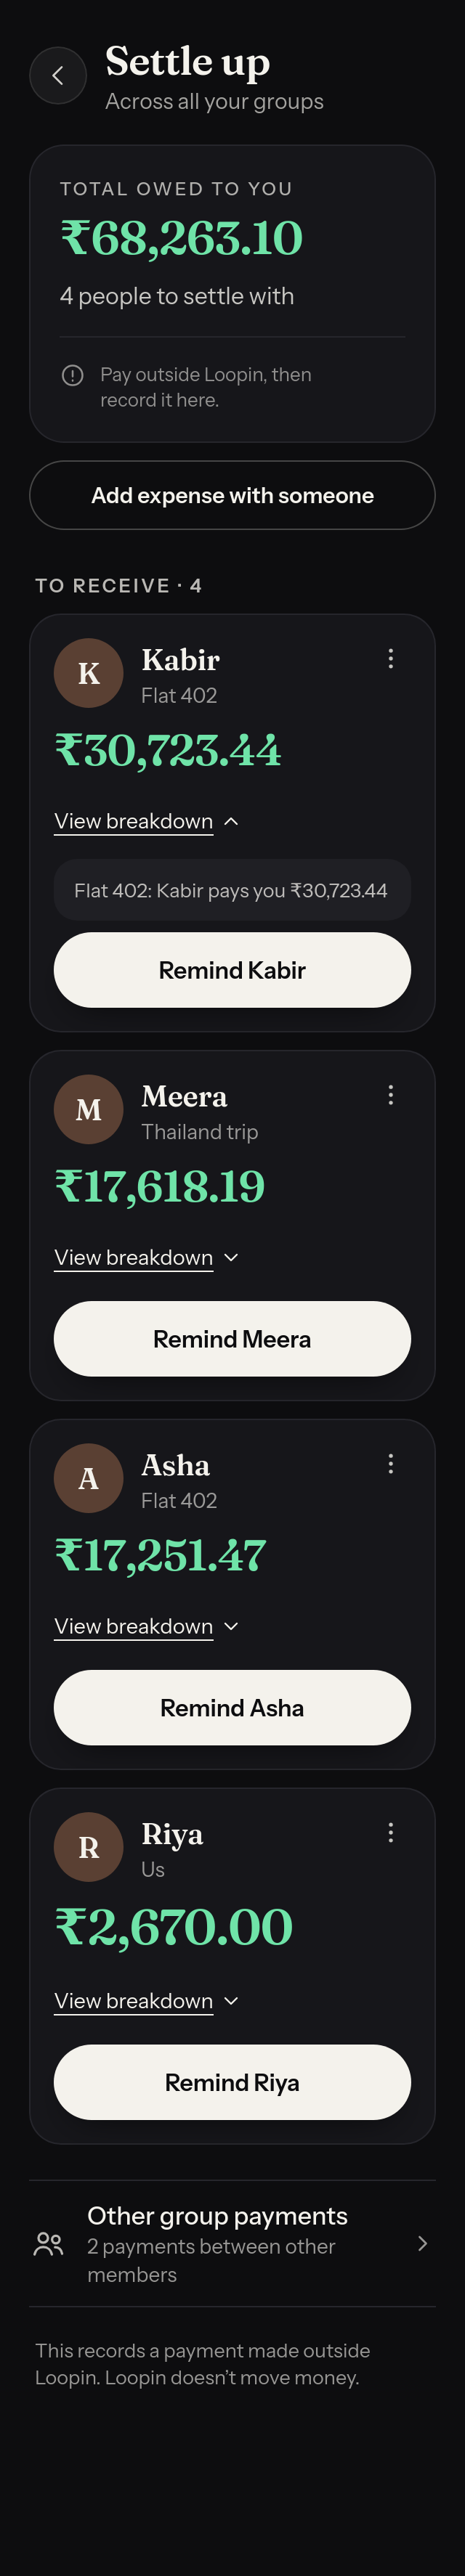 Settle up
Across all your groups
TOTAL OWED TO YOU
₹68,263.10
4 people to settle with
Pay outside Loopin, then
record it here.
Add expense with someone
TO RECEIVE · 4
K
Kabir
Flat 402
₹30,723.44
View breakdown
Flat 402: Kabir pays you ₹30,723.44
Remind Kabir
M
Meera
Thailand trip
₹17,618.19
View breakdown
Remind Meera
A
Asha
Flat 402
₹17,251.47
View breakdown
Remind Asha
R
Riya
Us
₹2,670.00
View breakdown
Remind Riya
Other group payments
2 payments between other
members
This records a payment made outside
Loopin. Loopin doesn’t move money.